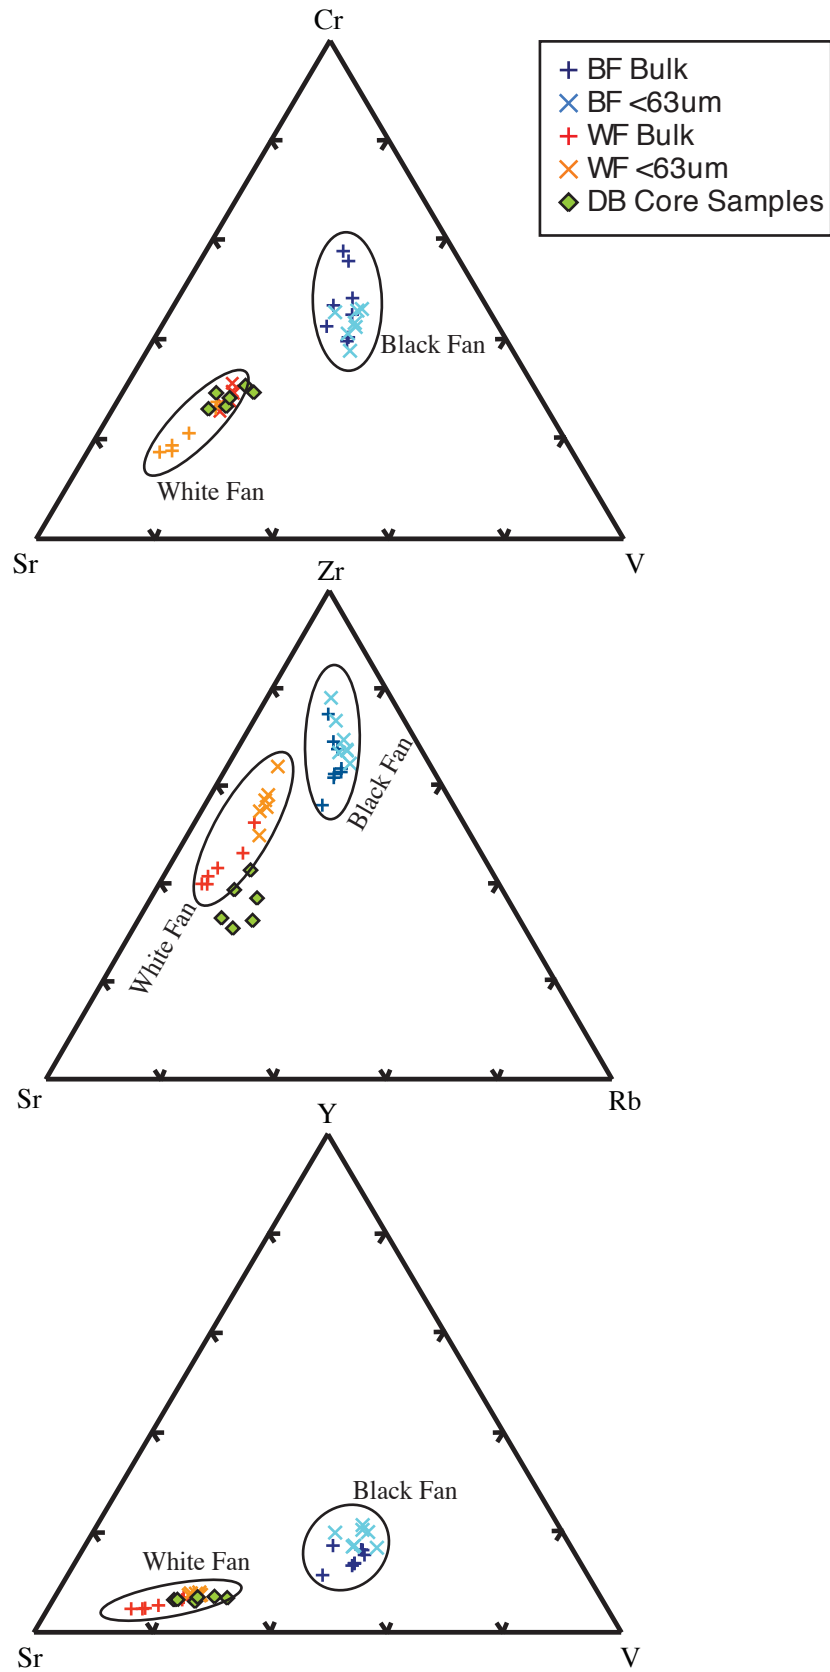 Cr
BF Bulk
BF <63um
WF Bulk
WF <63um
DB Core Samples
Black Fan
White Fan
Sr
V
Zr
Black Fan
White Fan
Sr
Rb
Y
Black Fan
White Fan
Sr
V